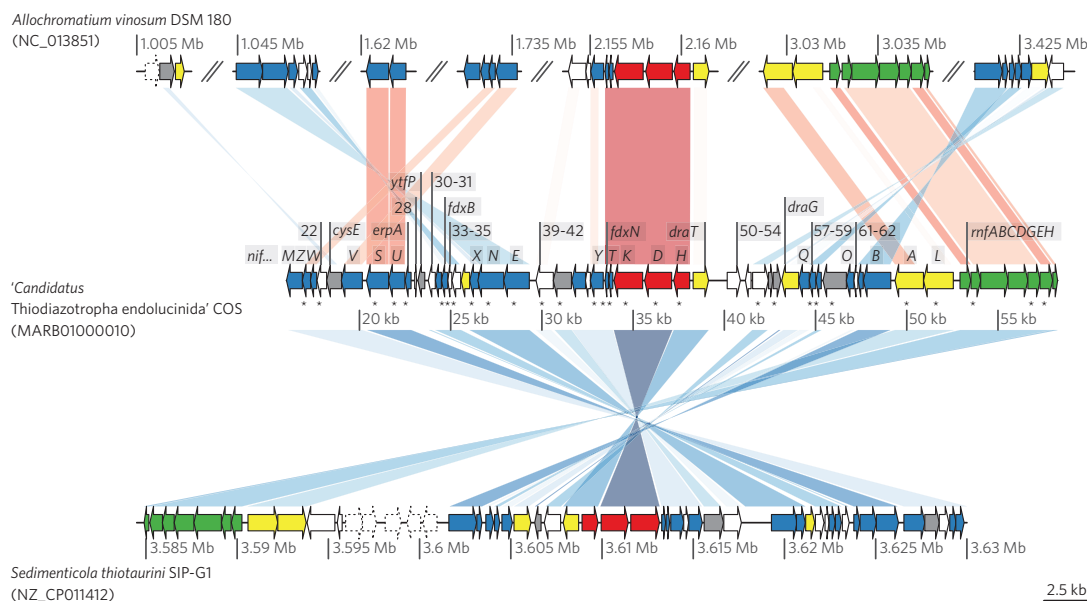 Allochromatium vinosum DSM 180
(NC_013851)
1.005 Mb 1.045 Mb 1.62 Mb 1.735 Mb 2.155 Mb 2.16 Mb 3.03 Mb 3.035 Mb 3.425 Mb
ytfP 30-31
28 fdxB draG
22 cysE erpA 33-35 39-42 fdxN draT 50-54 57-59 61-62 rnfABCDGEH
nif... M Z W V S U X N E Y T K D H Q O B A L
'Candidatus
Thiodiazotropha endolucinida' COS
(MARB01000010)
* * * * * * * * * * * * * * * * * * * * * * * * * * *
20 kb 25 kb 30 kb 35 kb 40 kb 45 kb 50 kb 55 kb
3.585 Mb 3.59 Mb 3.595 Mb 3.6 Mb 3.605 Mb 3.61 Mb 3.615 Mb 3.62 Mb 3.625 Mb 3.63 Mb
Sedimenticola thiotaurini SIP-G1
(NZ_CP011412)
2.5 kb